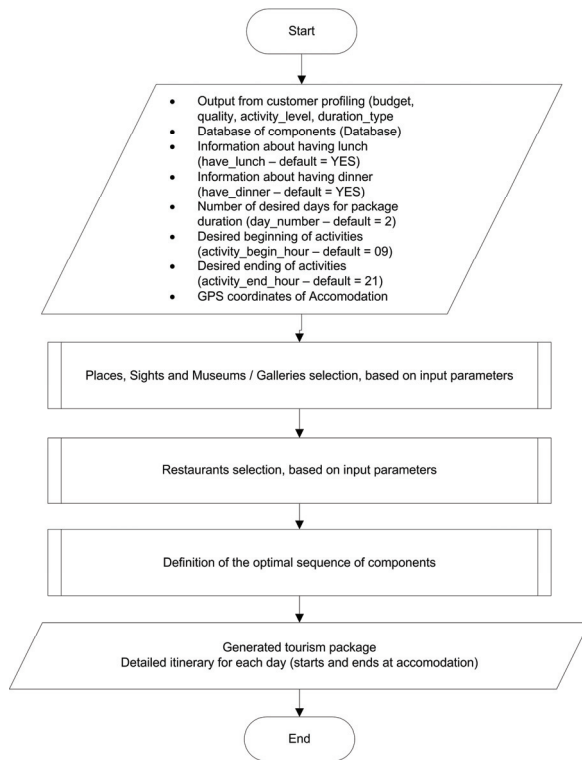 Start
• Output from customer profiling (budget,
quality, activity_level, duration_type
• Database of components (Database)
• Information about having lunch
(have_lunch – default = YES)
• Information about having dinner
(have_dinner – default = YES)
• Number of desired days for package
duration (day_number – default = 2)
• Desired beginning of activities
(activity_begin_hour – default = 09)
• Desired ending of activities
(activity_end_hour – default = 21)
• GPS coordinates of Accomodation
Places, Sights and Museums / Galleries selection, based on input parameters
Restaurants selection, based on input parameters
Definition of the optimal sequence of components
Generated tourism package
Detailed itinerary for each day (starts and ends at accomodation)
End